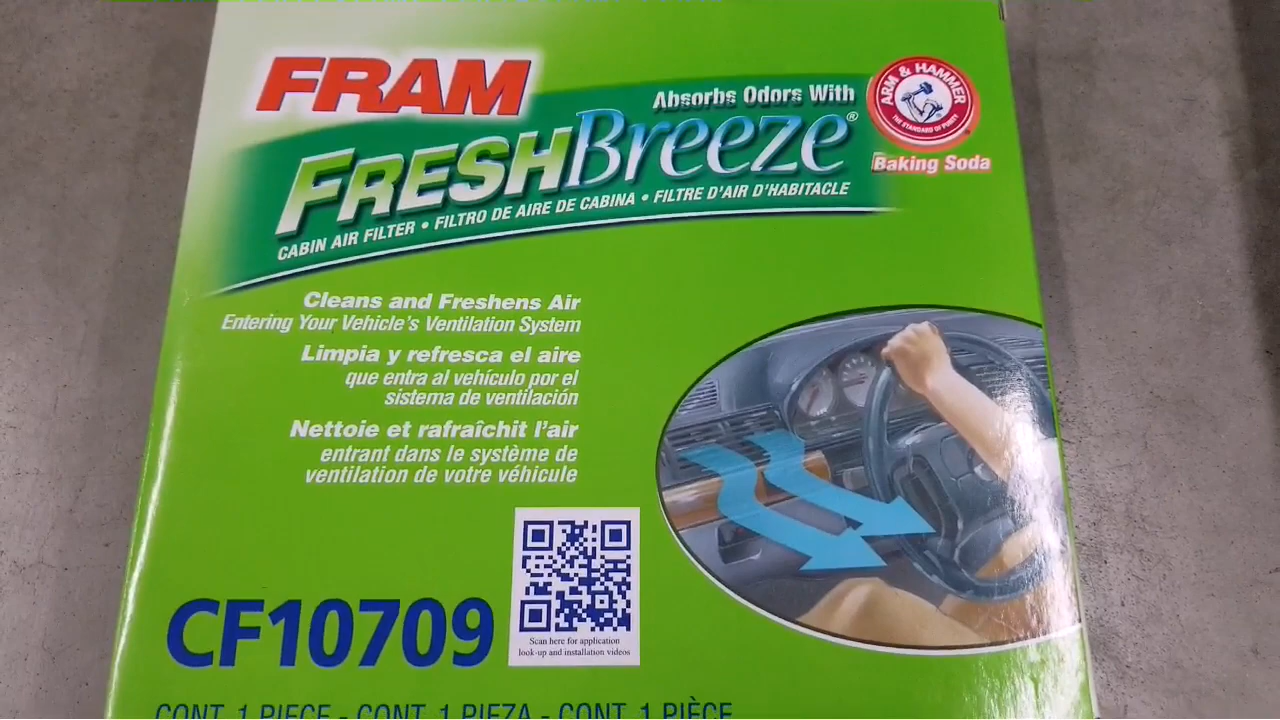 FRAM
Absorbs Odors With
ARM & HAMMER
THE STANDARD OF PURITY
Baking Soda
FRESHBreeze®
CABIN AIR FILTER • FILTRO DE AIRE DE CABINA • FILTRE D'AIR D'HABITACLE
Cleans and Freshens Air
Entering Your Vehicle's Ventilation System
Limpia y refresca el aire
que entra al vehículo por el
sistema de ventilación
Nettoie et rafraîchit l'air
entrant dans le système de
ventilation de votre véhicule
CF10709
Scan here for application
look-up and installation videos
CONT. 1 PIECE - CONT. 1 PIEZA - CONT. 1 PIÈCE